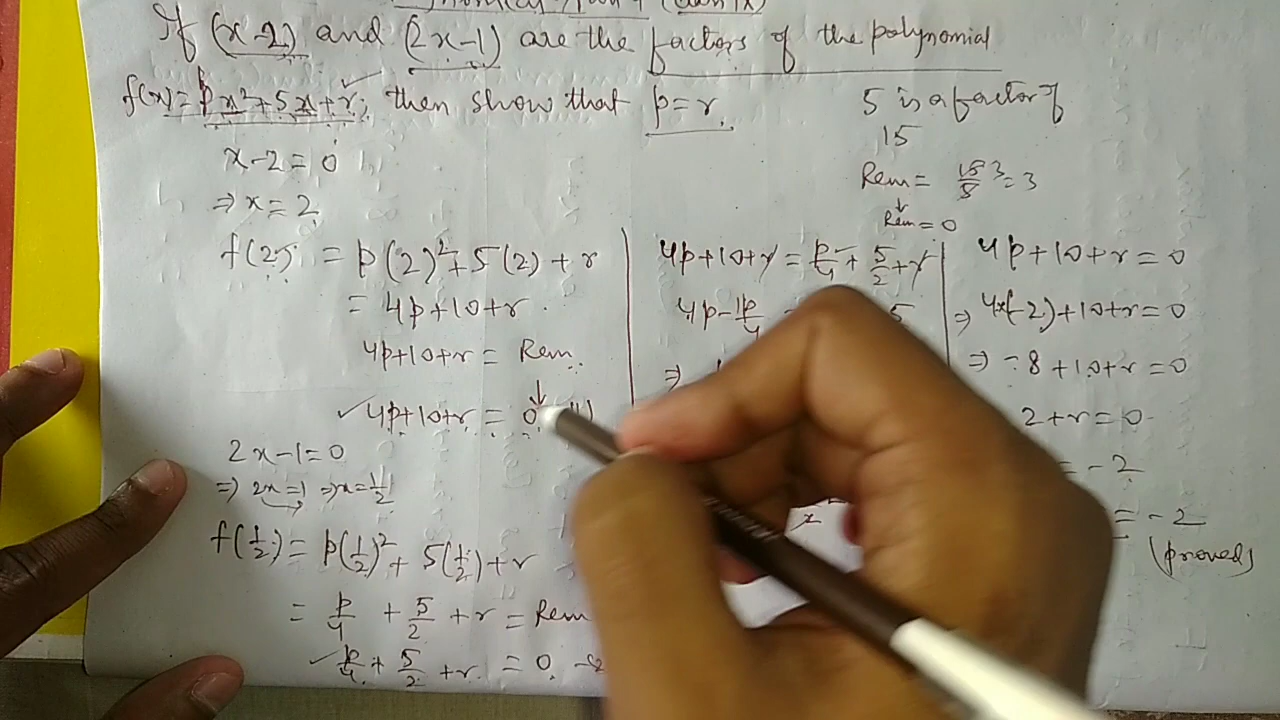 If (x-2) and (2x-1) are the factors of the polynomial
f(x)=px²+5x+r, then show that p=r.
x-2=0
⇒x=2
f(2) = p(2)²+5(2)+r
= 4p+10+r
4p+10+r = Rem
✓4p+10+r = 0
2x-1=0
⇒ 2x=1 ⇒x=1/2
f(1/2)= p(1/2)²+ 5(1/2)+r
= p/4 + 5/2 +r = Rem
✓p/4+ 5/2 +r = 0
5 is a factor of
15
Rem = 15/5 3=3
↓
Rem=0
4p+10+r=p/4+5/2+r
4p-p/4
5
⇒
4p+10+r=0
⇒ 4x(-2)+10+r=0
⇒ -8+10+r=0
2+r=0
=-2
=-2
(proved)